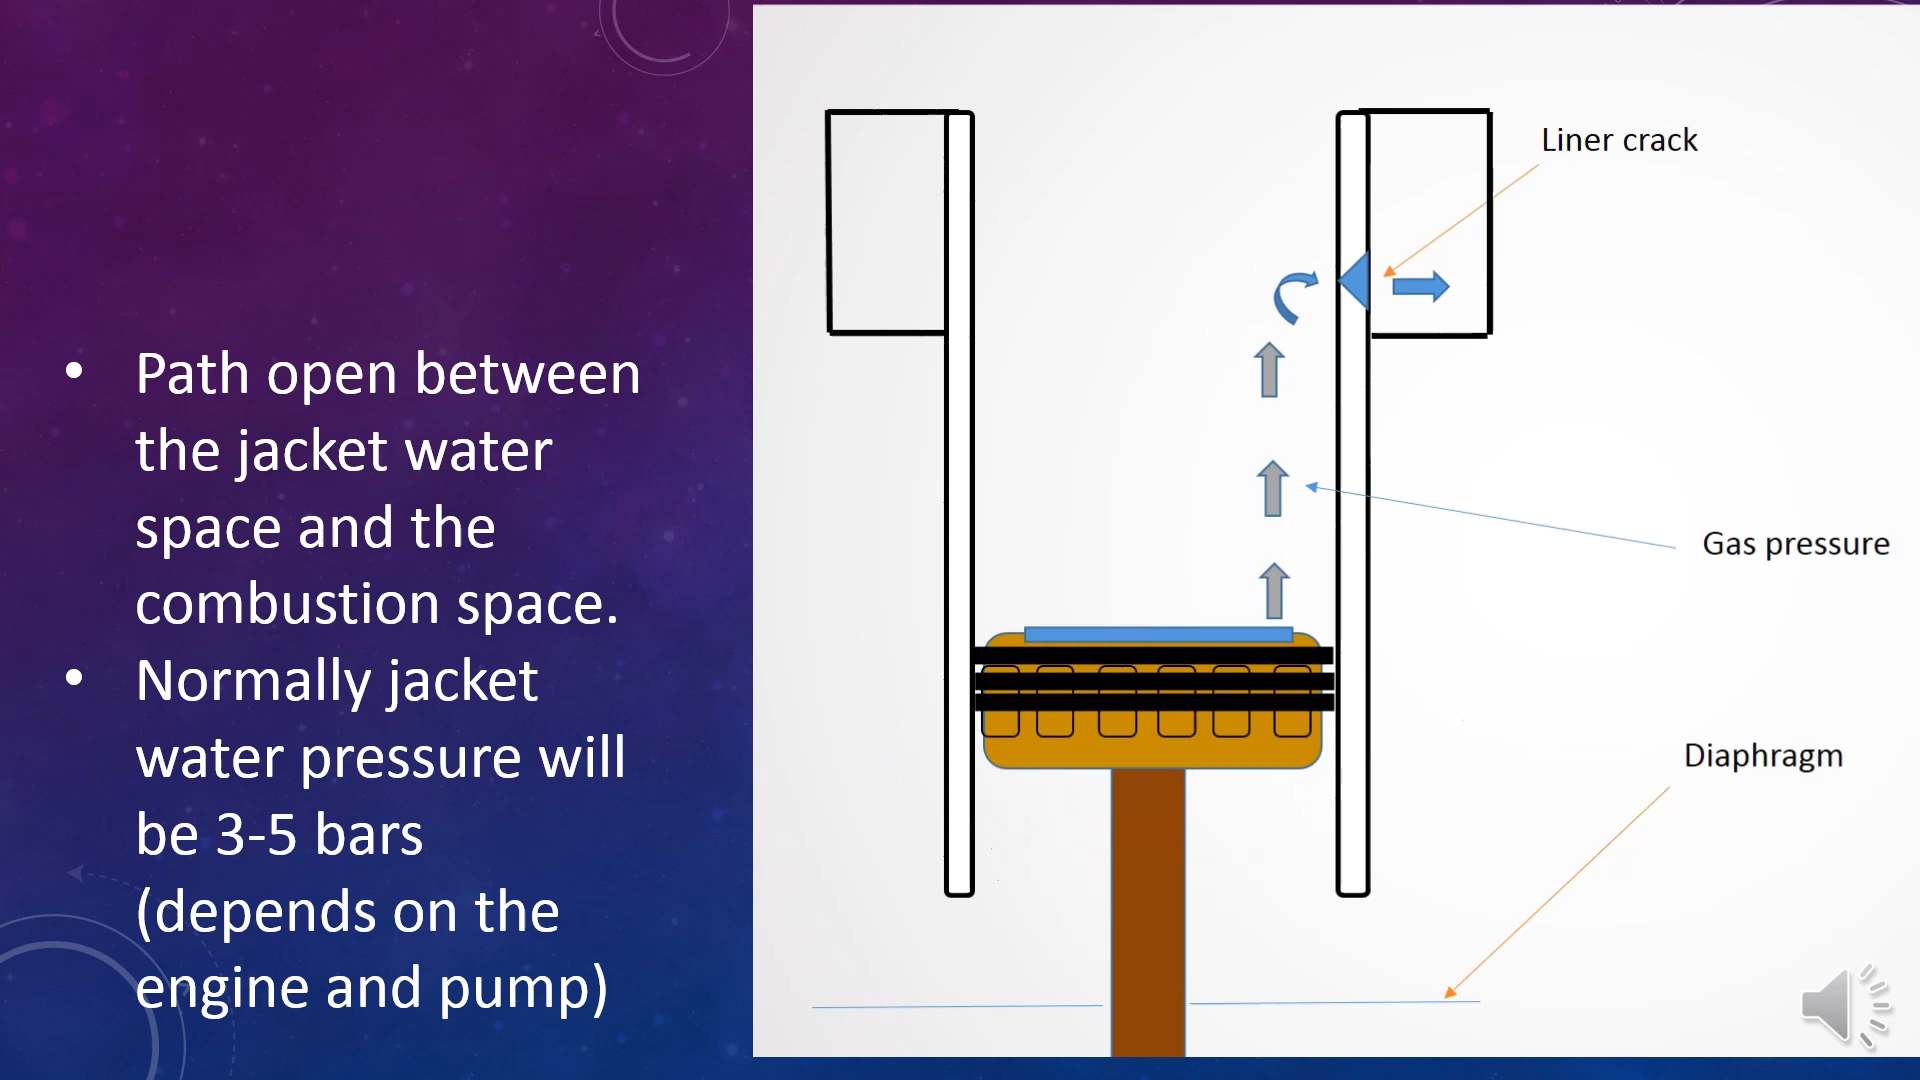 • Path open between
the jacket water
space and the
combustion space.
• Normally jacket
water pressure will
be 3-5 bars
(depends on the
engine and pump)
Liner crack
Gas pressure
Diaphragm